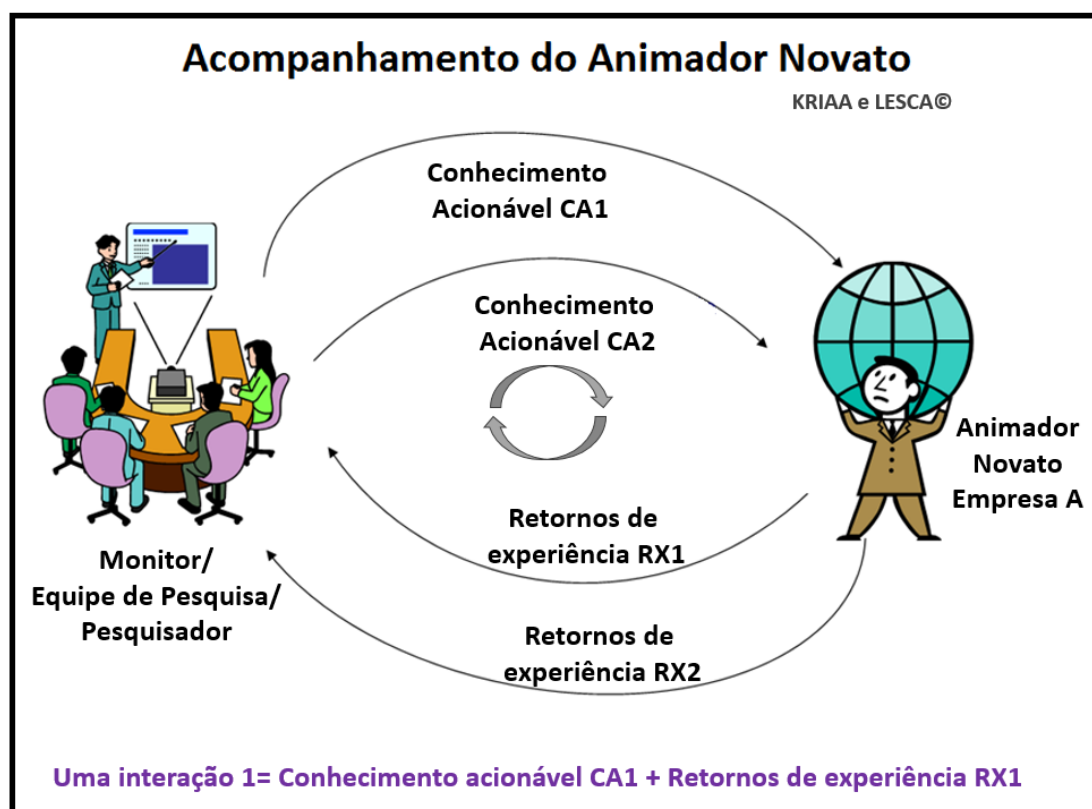 Acompanhamento do Animador Novato
KRIAA e LESCA©
Conhecimento
Acionável CA1
Conhecimento
Acionável CA2
Animador
Novato
Empresa A
Retornos de
experiência RX1
Monitor/
Equipe de Pesquisa/
Pesquisador
Retornos de
experiência RX2
Uma interação 1= Conhecimento acionável CA1 + Retornos de experiência RX1